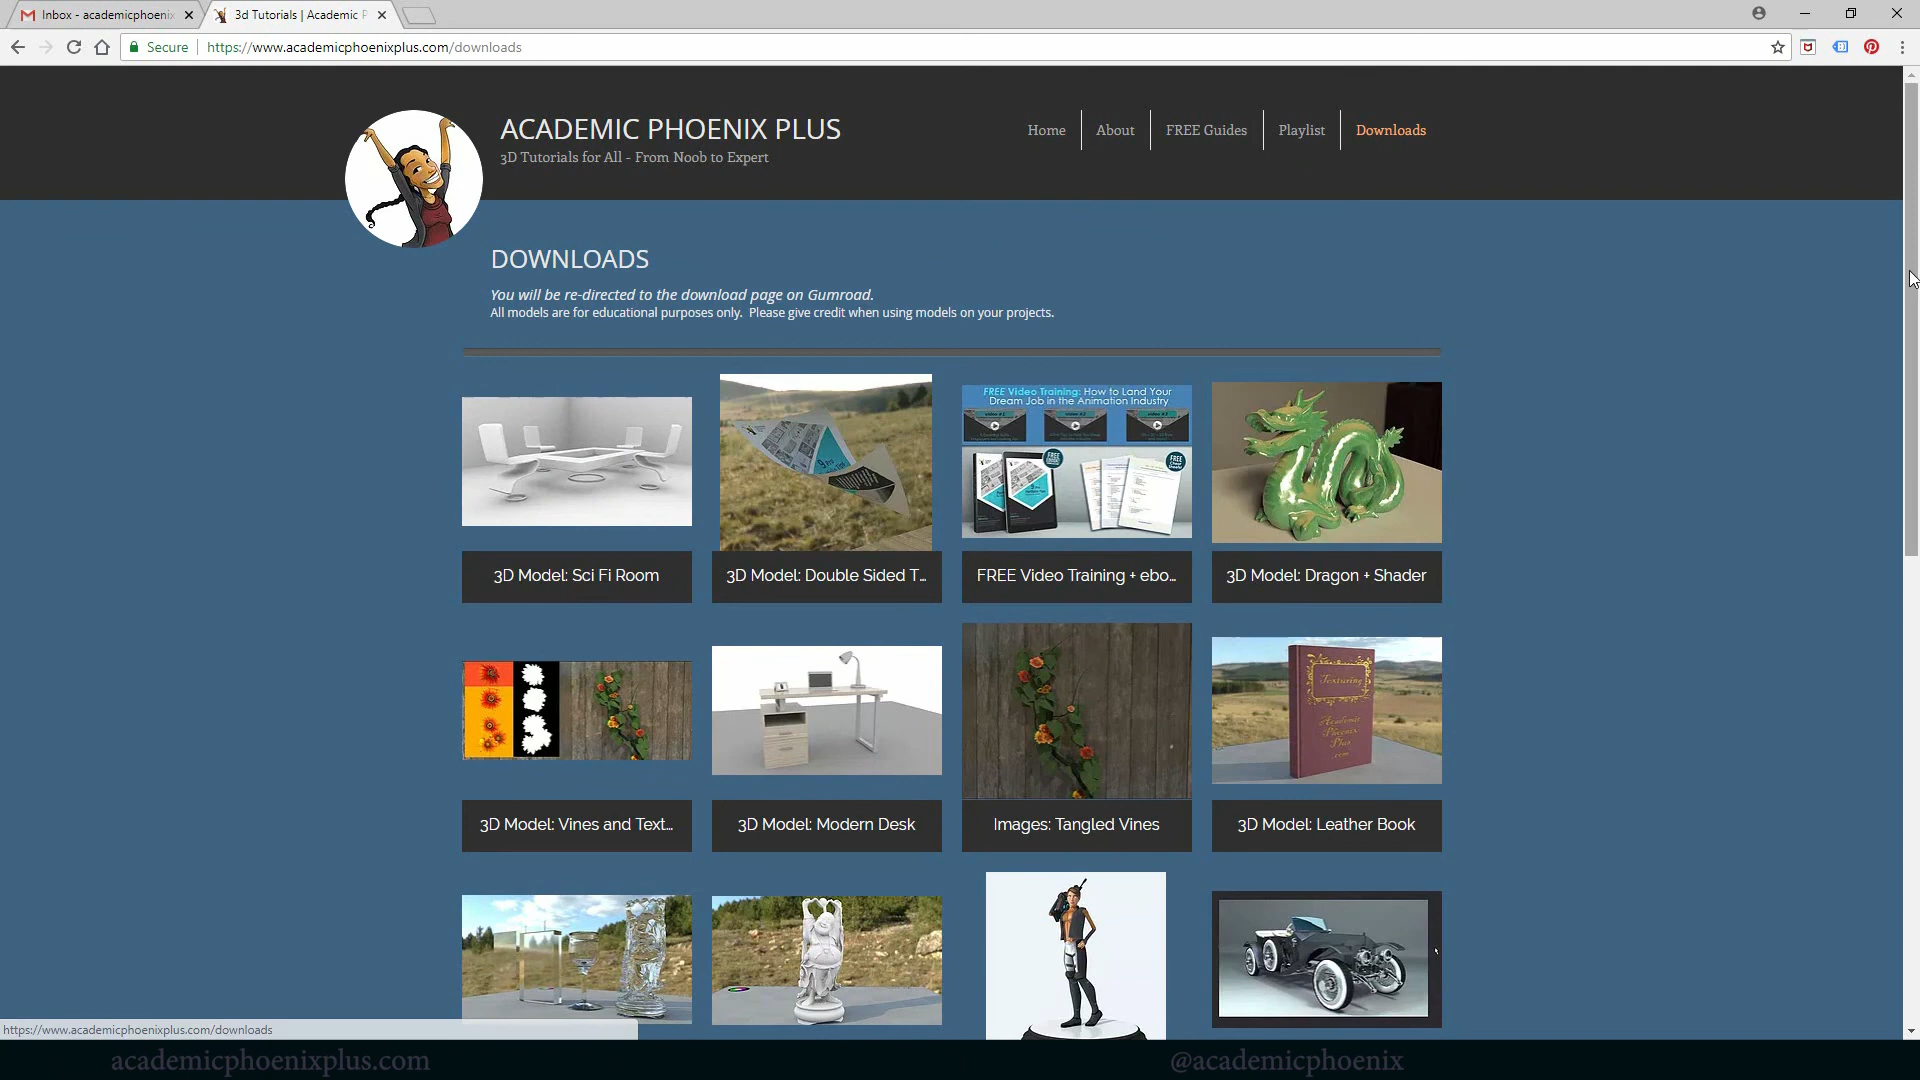 Inbox - academicphoenix
3d Tutorials | Academic P
Secure
https://www.academicphoenixplus.com/downloads
ACADEMIC PHOENIX PLUS
3D Tutorials for All - From Noob to Expert
Home
About
FREE Guides
Playlist
Downloads
DOWNLOADS
You will be re-directed to the download page on Gumroad.
All models are for educational purposes only. Please give credit when using models on your projects.
FREE Video Training: How to Land Your
Dream Job in the Animation Industry
3D Model: Sci Fi Room
3D Model: Double Sided T...
FREE Video Training + ebo...
3D Model: Dragon + Shader
Texturing
Academic
Phoenix
Plus
.com
3D Model: Vines and Text...
3D Model: Modern Desk
Images: Tangled Vines
3D Model: Leather Book
https://www.academicphoenixplus.com/downloads
academicphoenixplus.com
@academicphoenix